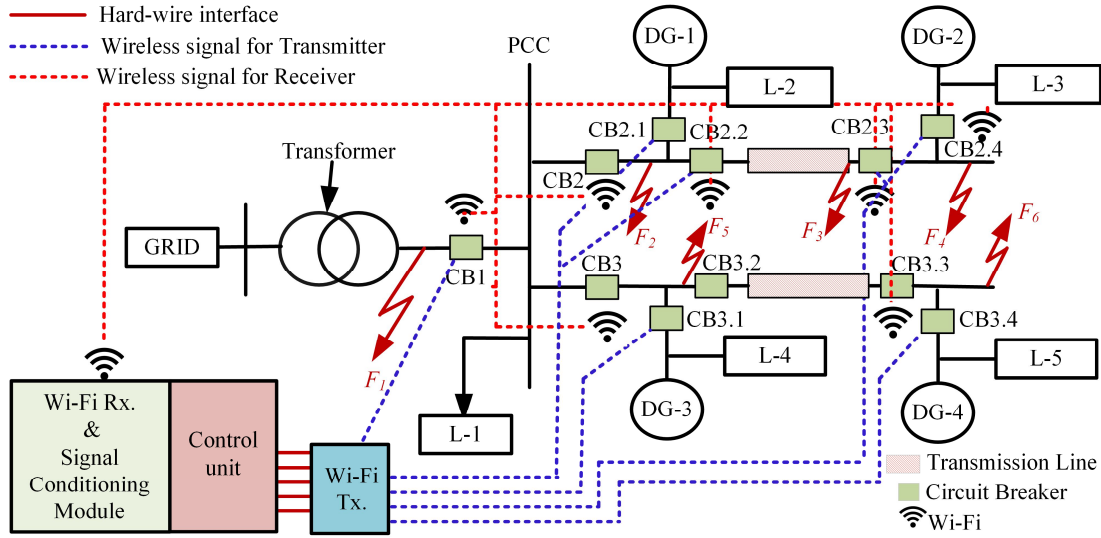 Hard-wire interface
Wireless signal for Transmitter
Wireless signal for Receiver
PCC
DG-1
DG-2
L-2
L-3
CB2.1
CB2.2
CB2.3
CB2.4
Transformer
CB2
GRID
CB1
F2
F5
F3
F4
F6
CB3
CB3.2
CB3.3
CB3.1
CB3.4
F1
L-4
L-5
Wi-Fi Rx.
&
Signal
Conditioning
Module
Control
unit
Wi-Fi
Tx.
L-1
DG-3
DG-4
Transmission Line
Circuit Breaker
Wi-Fi